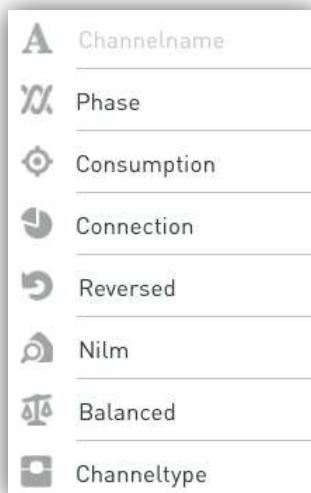 Channelname
Phase
Consumption
Connection
Reversed
Nilm
Balanced
Channeltype